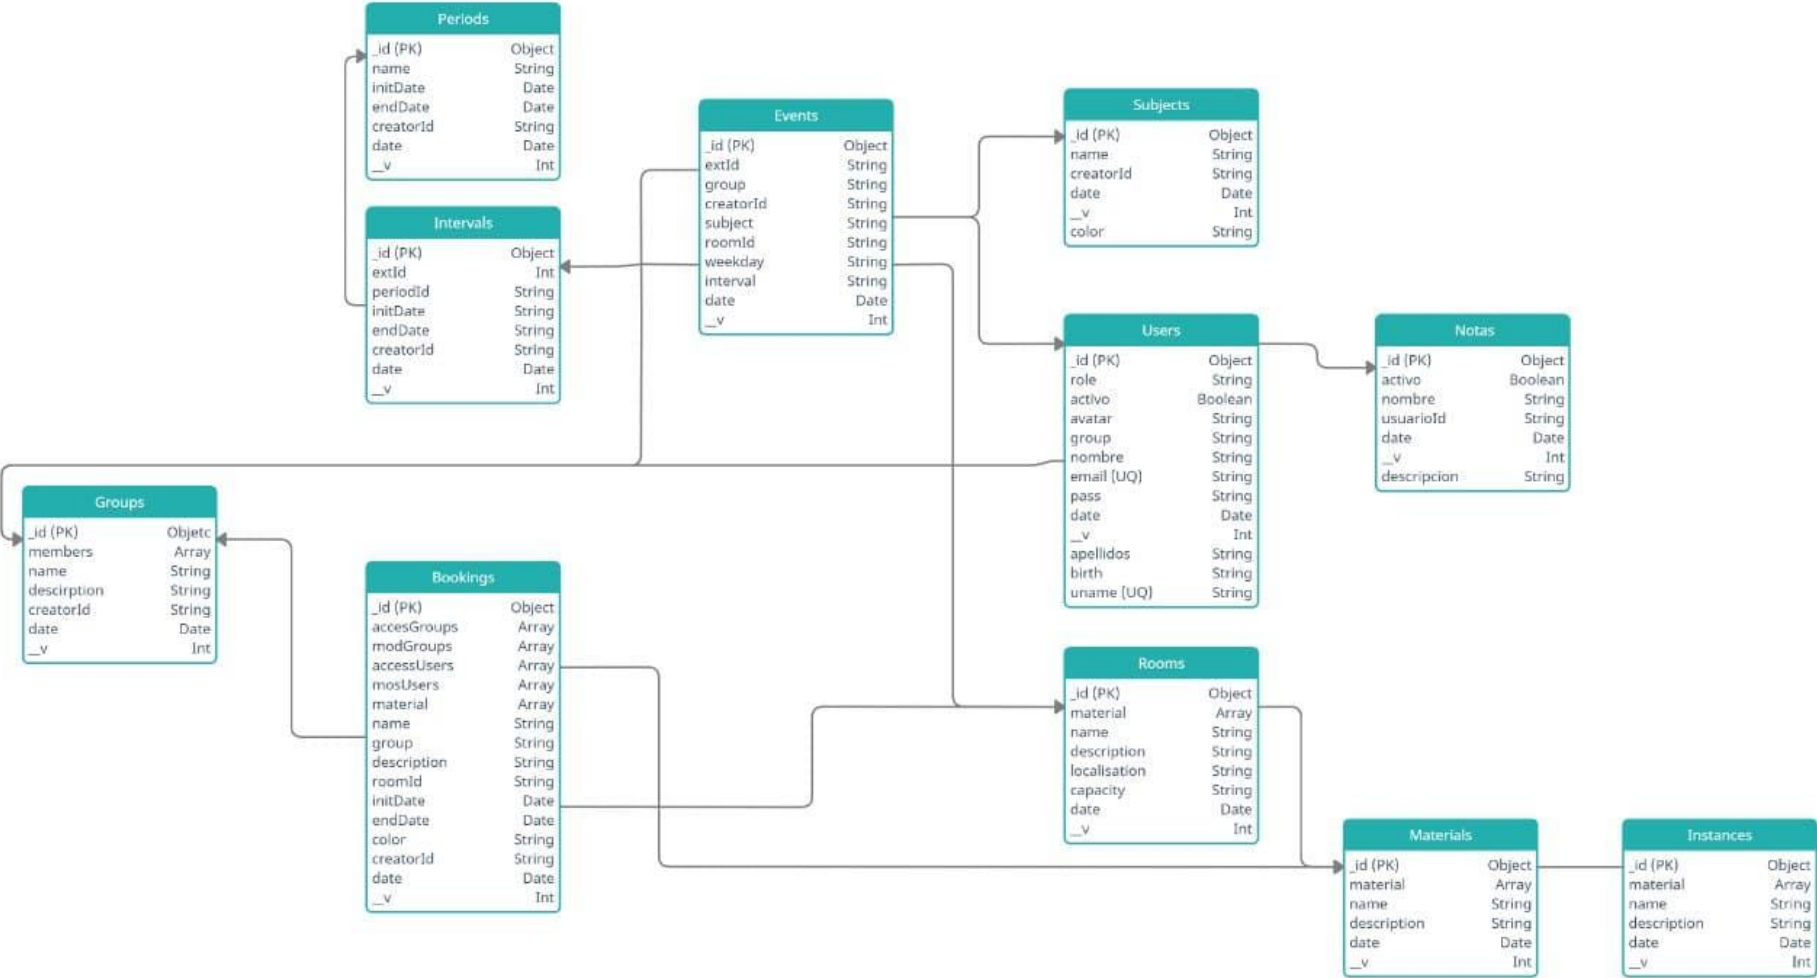 Periods
_id (PK) Object
name String
initDate Date
endDate Date
creatorId String
date Date
__v Int
Intervals
_id (PK) Object
extId Int
periodId String
initDate String
endDate String
creatorId String
date Date
__v Int
Events
_id (PK) Object
extId String
group String
creatorId String
subject String
roomId String
weekday String
interval String
date Date
__v Int
Subjects
_id (PK) Object
name String
creatorId String
date Date
__v Int
color String
Users
_id (PK) Object
role String
activo Boolean
avatar String
group String
nombre String
email (UQ) String
pass String
date Date
__v Int
apellidos String
birth String
uname (UQ) String
Notas
_id (PK) Object
activo Boolean
nombre String
usuarioId String
date Date
__v Int
descripcion String
Groups
_id (PK) Objetc
members Array
name String
descirption String
creatorId String
date Date
__v Int
Bookings
_id (PK) Object
accesGroups Array
modGroups Array
accessUsers Array
mosUsers Array
material Array
name String
group String
description String
roomId String
initDate Date
endDate Date
color String
creatorId String
date Date
__v Int
Rooms
_id (PK) Object
material Array
name String
description String
localisation String
capacity String
date Date
__v Int
Materials
_id (PK) Object
material Array
name String
description String
date Date
__v Int
Instances
_id (PK) Object
material Array
name String
description String
date Date
__v Int